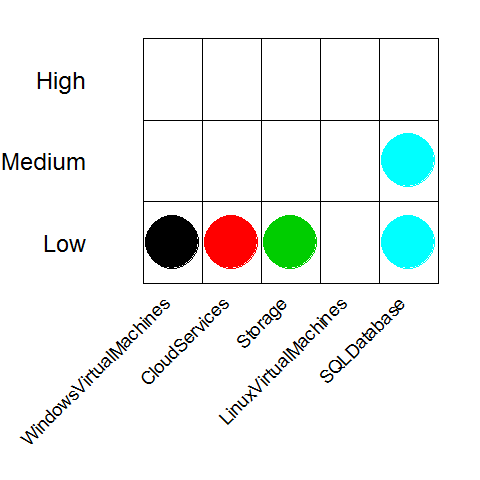 High
Medium
Low
WindowsVirtualMachines
CloudServices
Storage
LinuxVirtualMachines
SQLDatabase